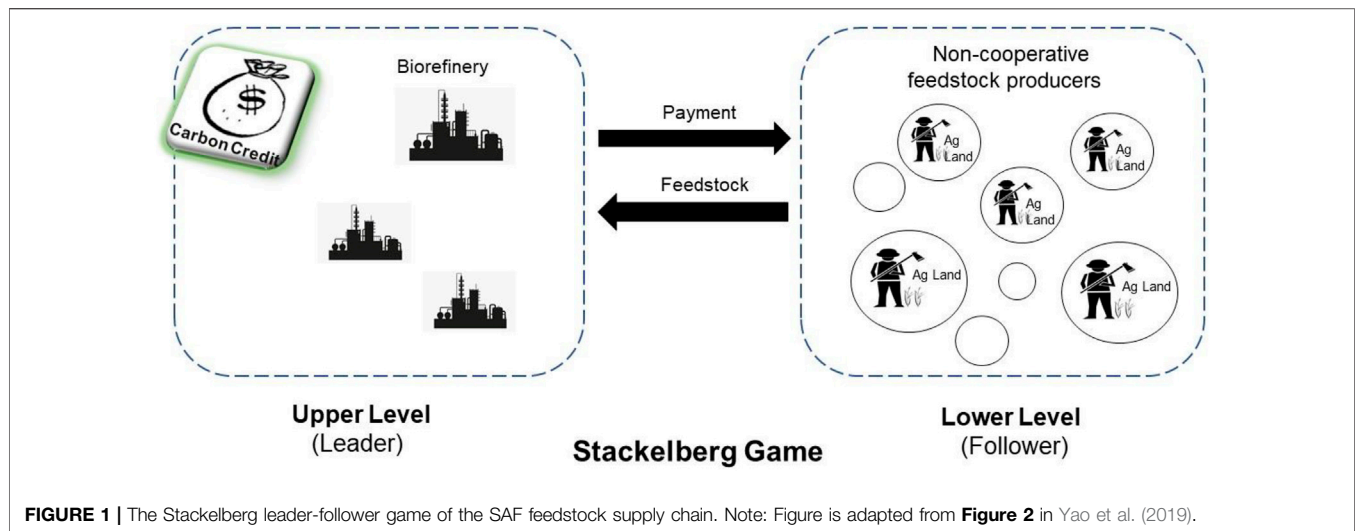 Carbon Credit
$
Biorefinery
Payment
Feedstock
Non-cooperative
feedstock producers
Ag
Land
Ag
Land
Ag
Land
Ag Land
Ag Land
Upper Level
(Leader)
Stackelberg Game
Lower Level
(Follower)
FIGURE 1 | The Stackelberg leader-follower game of the SAF feedstock supply chain. Note: Figure is adapted from Figure 2 in Yao et al. (2019).